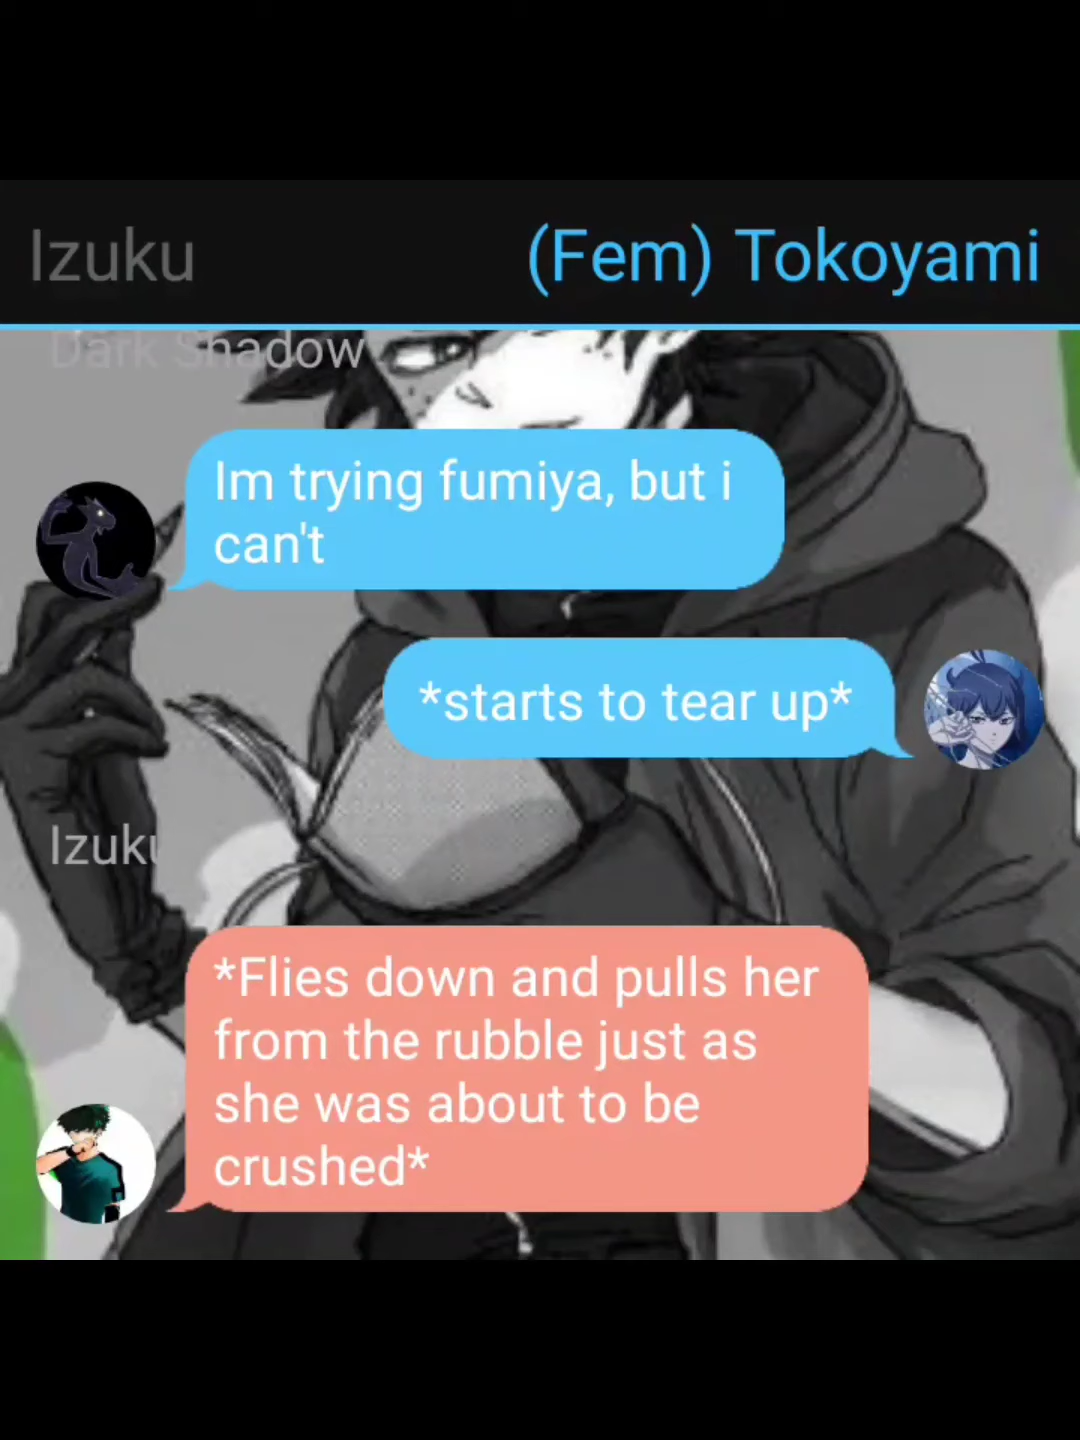 Izuku
(Fem) Tokoyami
Dark Shadow
Im trying fumiya, but i
can't
*starts to tear up*
Izuku
*Flies down and pulls her
from the rubble just as
she was about to be
crushed*